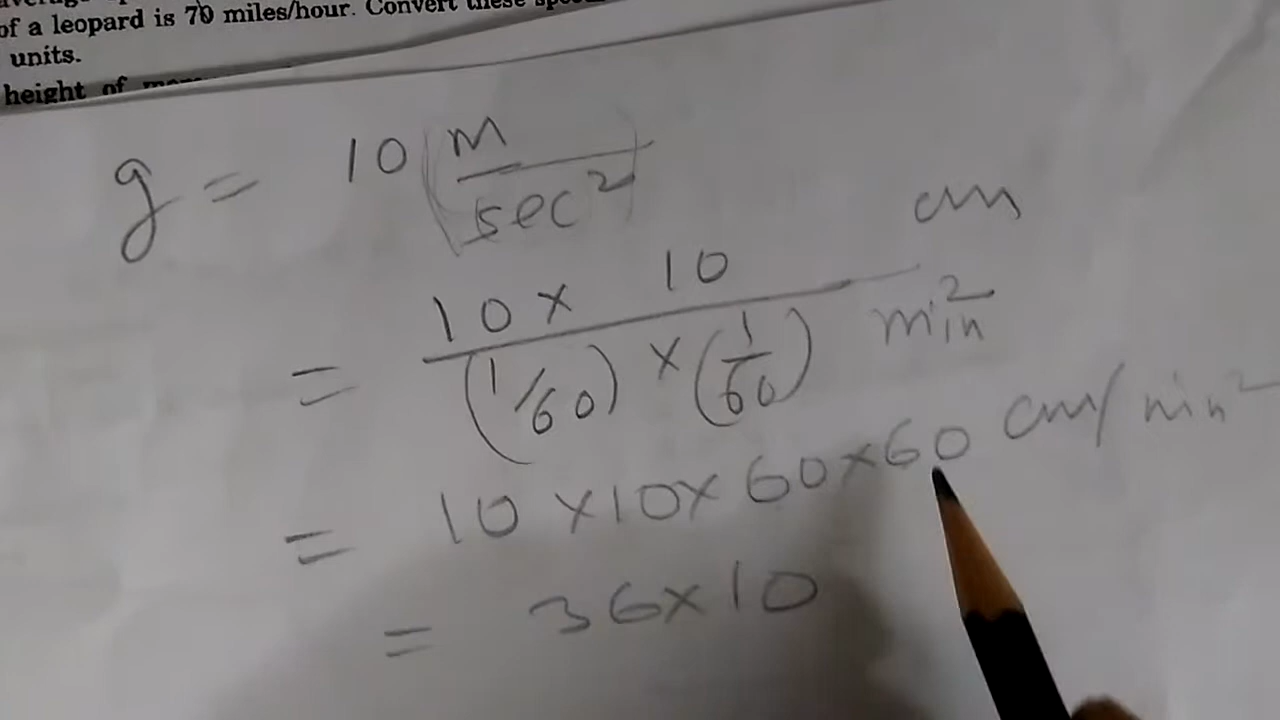 of a leopard is 70 miles/hour. Convert these
units.
height of
g = 10 (m/sec²)
= 10 × 10 / (1/60) × (1/60) cm/min²
= 10 × 10 × 60 × 60 cm/min²
= 36 × 10